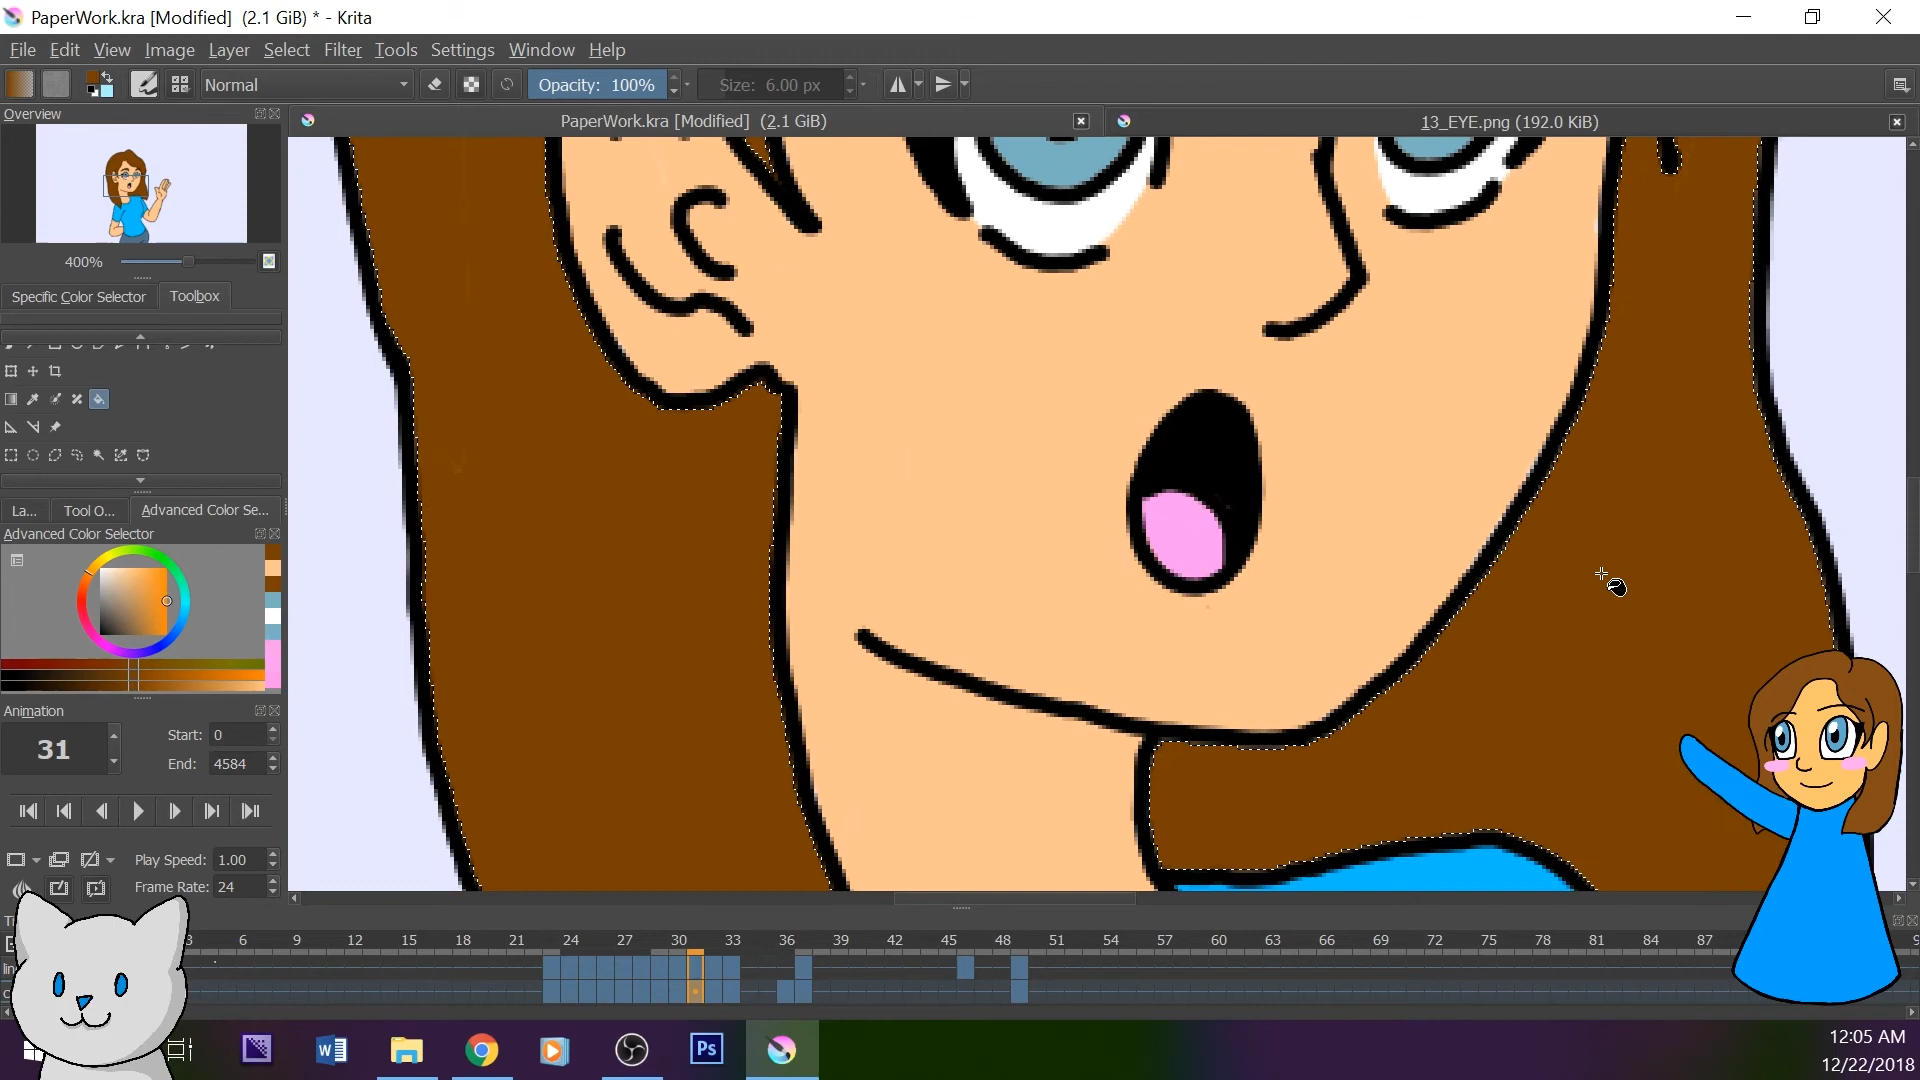 PaperWork.kra [Modified]  (2.1 GiB) * - Krita
File Edit View Image Layer Select Filter Tools Settings Window Help
Normal Opacity: 100% Size: 6.00 px
Overview
PaperWork.kra [Modified]  (2.1 GiB)
13_EYE.png (192.0 KiB)
400%
Specific Color Selector Toolbox
La... Tool O... Advanced Color Se...
Advanced Color Selector
Animation
31
Start: 0
End: 4584
Play Speed: 1.00
Frame Rate: 24
3 6 9 12 15 18 21 24 27 30 33 36 39 42 45 48 51 54 57 60 63 66 69 72 75 78 81 84 87
Ps
12:05 AM
12/22/2018